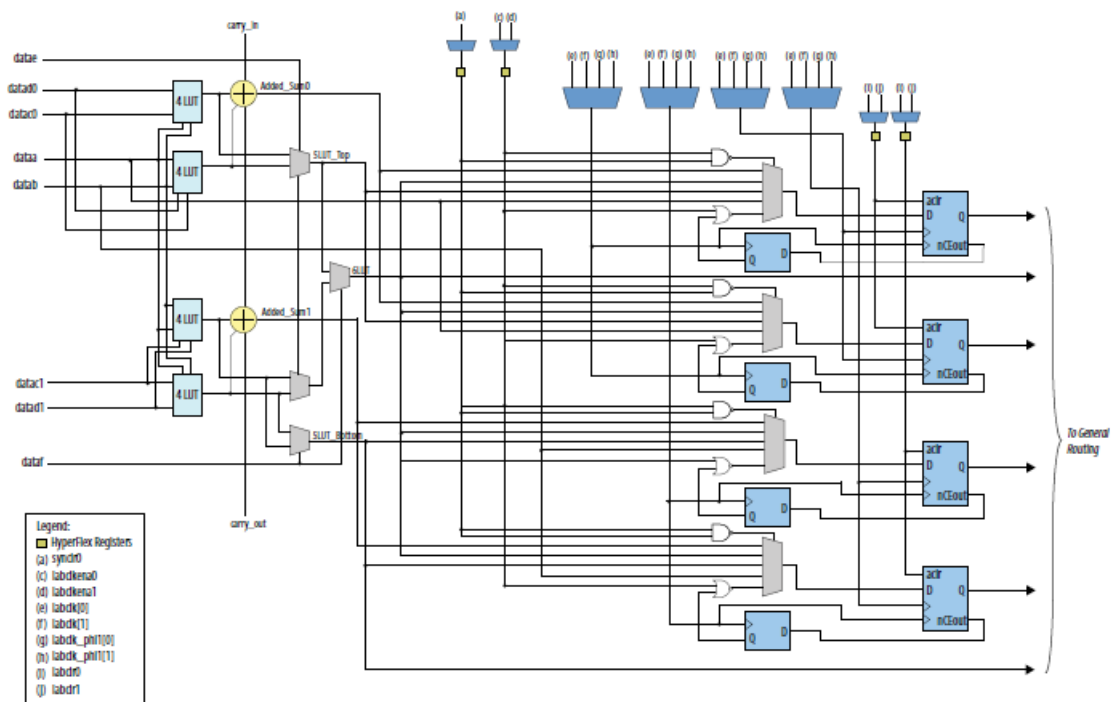 carry_in
(a)
(c) (d)
(e) (f) (g) (h)
(e) (f) (g) (h)
(e) (f) (g) (h)
(e) (f) (g) (h)
(i) (j)
(i) (j)
datae
datad0
datac0
dataa
datab
4 LUT
4 LUT
Added_Sum0
5LUT_Top
6LUT
aclr
D Q
nCEout
D
Q
aclr
D Q
nCEout
D
Q
4 LUT
4 LUT
Added_Sum1
5LUT_Bottom
datac1
datad1
dataf
carry_out
aclr
D Q
nCEout
D
Q
aclr
D Q
nCEout
D
Q
To General
Routing
Legend:
HyperFlex Registers
(a) synclr0
(c) labclkena0
(d) labclkena1
(e) labclk[0]
(f) labclk[1]
(g) labclk_phi1[0]
(h) labclk_phi1[1]
(i) labclr0
(j) labclr1